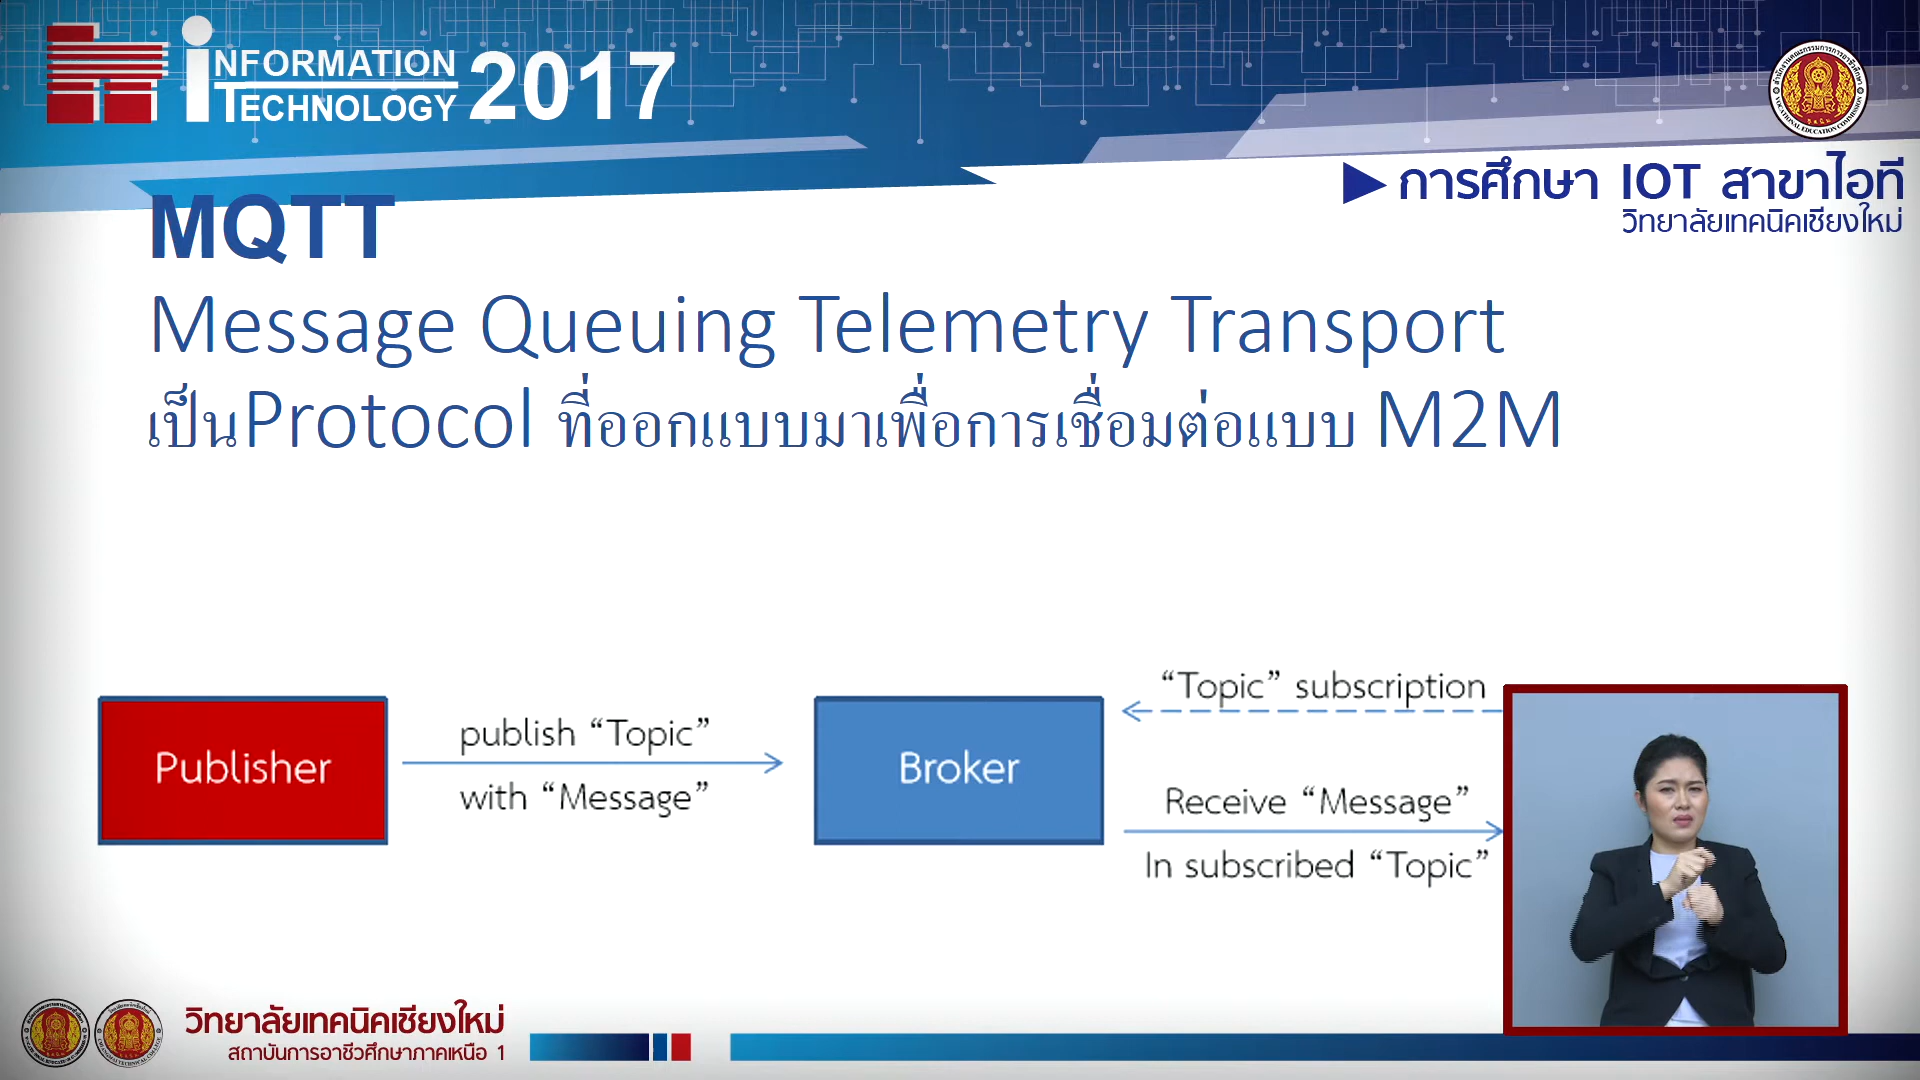 INFORMATION
TECHNOLOGY 2017
การศึกษา IOT สาขาไอที
วิทยาลัยเทคนิคเชียงใหม่
MQTT
Message Queuing Telemetry Transport
เป็นProtocol ที่ออกแบบมาเพื่อการเชื่อมต่อแบบ M2M
Publisher
publish “Topic”
with “Message”
Broker
“Topic” subscription
Receive “Message”
In subscribed “Topic”
วิทยาลัยเทคนิคเชียงใหม่
สถาบันการอาชีวศึกษาภาคเหนือ 1